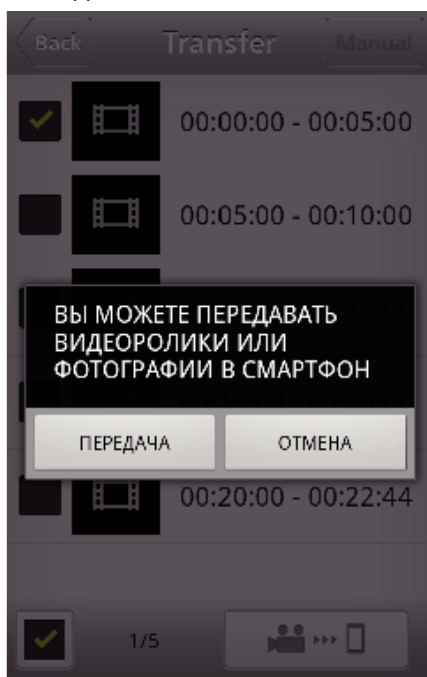 Back Transfer Manual
00:00:00 - 00:05:00
00:05:00 - 00:10:00
ВЫ МОЖЕТЕ ПЕРЕДАВАТЬ
ВИДЕОРОЛИКИ ИЛИ
ФОТОГРАФИИ В СМАРТФОН
ПЕРЕДАЧА ОТМЕНА
00:20:00 - 00:22:44
1/5